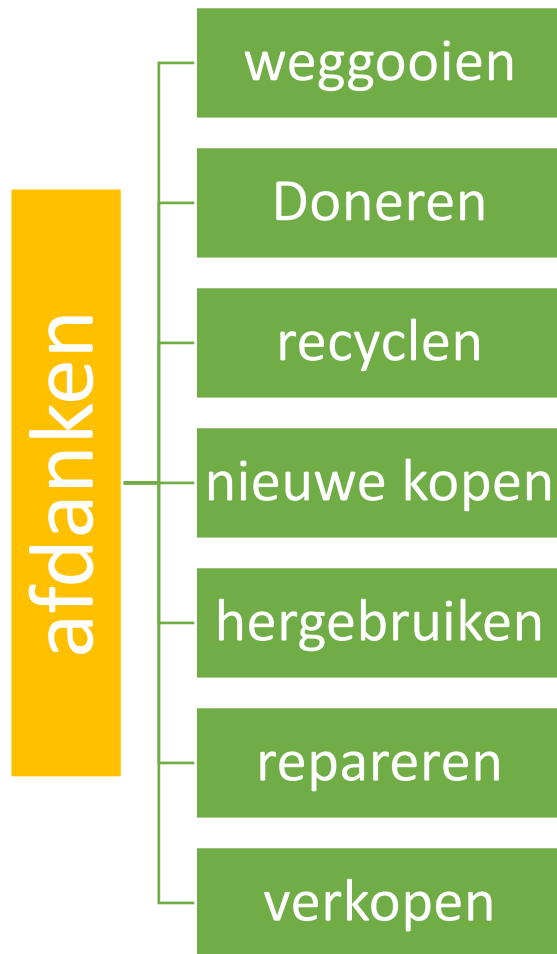 afdanken
weggooien
Doneren
recyclen
nieuwe kopen
hergebruiken
repareren
verkopen